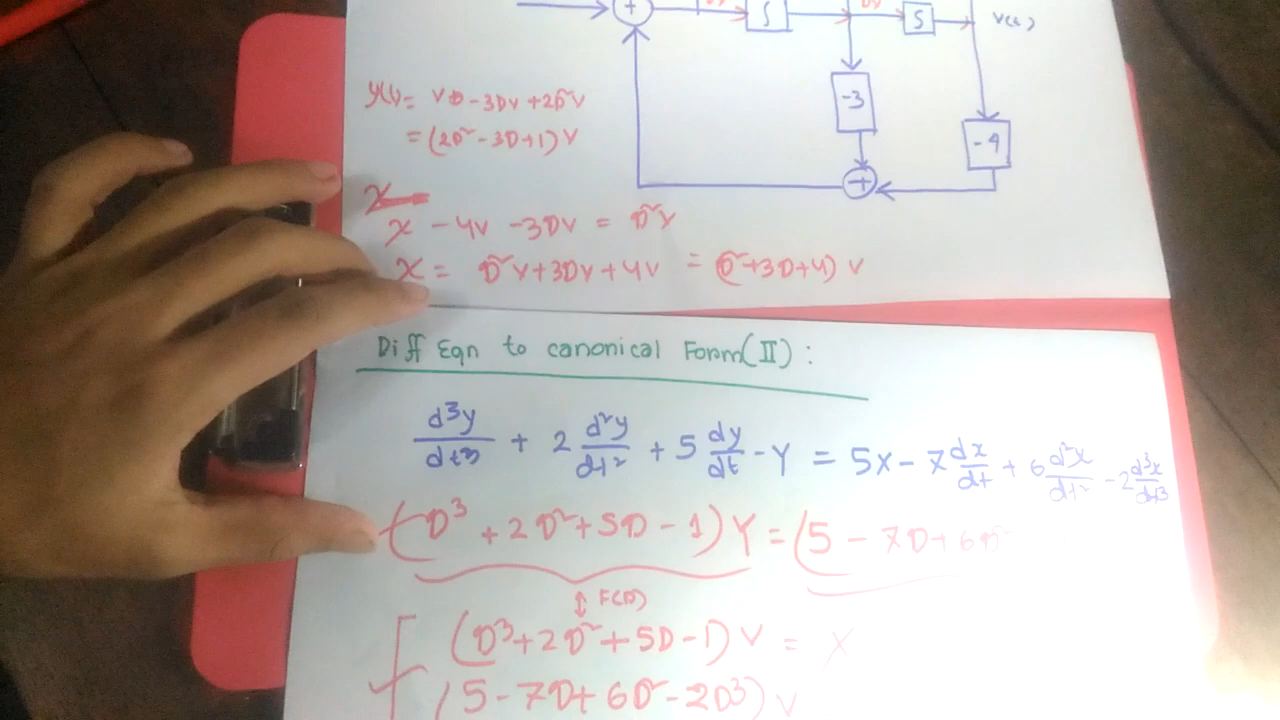 + Dv ∫ Dv ∫ v(t)
y(t) = v - 3Dv + 2D²v
= (2D² - 3D + 1) v
-3
-4
x
+
x - 4v - 3Dv = D²v
x = D²v + 3Dv + 4v = (D² + 3D + 4) v
Diff Eqn to canonical Form (II) :
d³y/dt³ + 2 d²y/dt² + 5 dy/dt - y = 5x - 7 dx/dt + 6 d²x/dt² - 2 d³x/dt³
(D³ + 2D² + 5D - 1) y = (5 - 7D + 6D²
↕ F(D)
(D³ + 2D² + 5D - 1) v = x
(5 - 7D + 6D² - 2D³) v